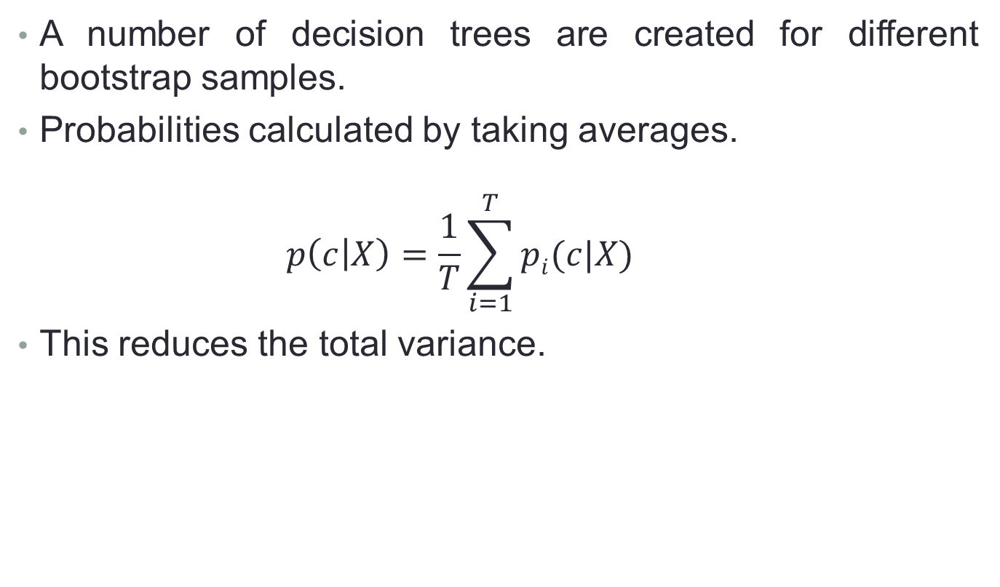 • A number of decision trees are created for different
bootstrap samples.
• Probabilities calculated by taking averages.
p(c|X) = \frac{1}{T} \sum_{i=1}^{T} p_i(c|X)
• This reduces the total variance.